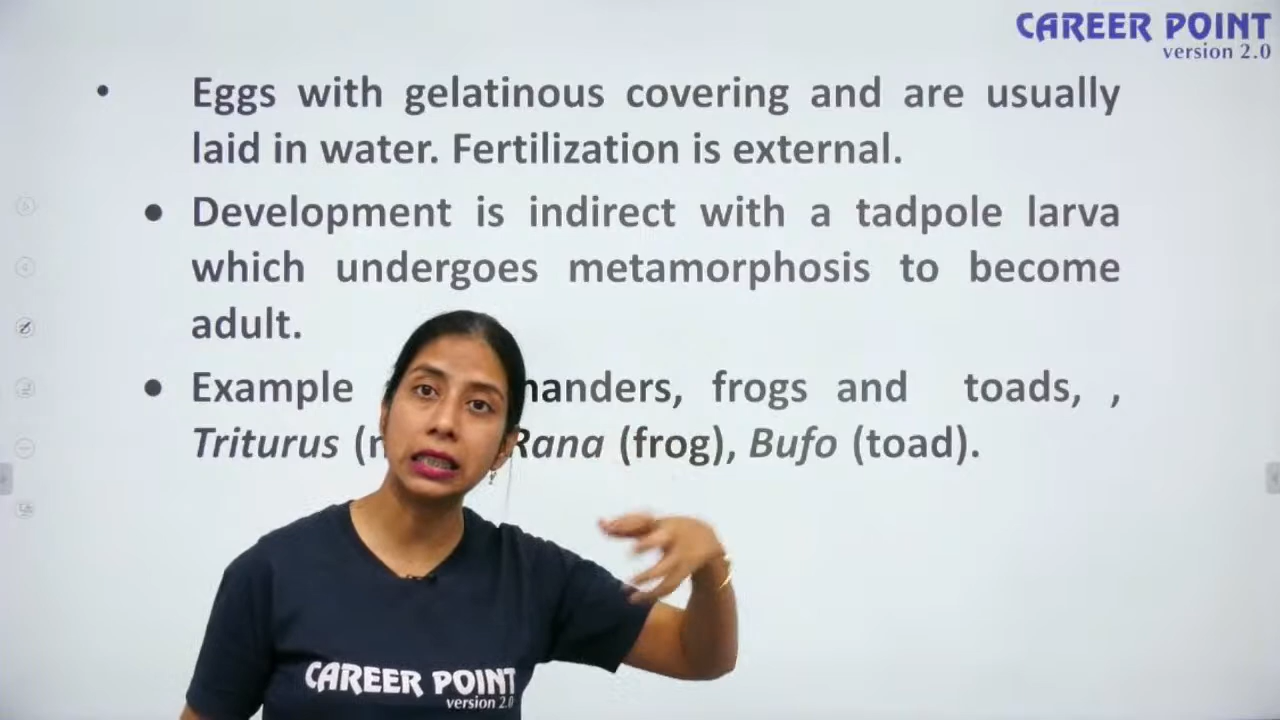 CAREER POINT
version 2.0
• Eggs with gelatinous covering and are usually
laid in water. Fertilization is external.
• Development is indirect with a tadpole larva
which undergoes metamorphosis to become
adult.
• Example frogs and toads, ,
Triturus Rana (frog), Bufo (toad).
CAREER POINT
version 2.0